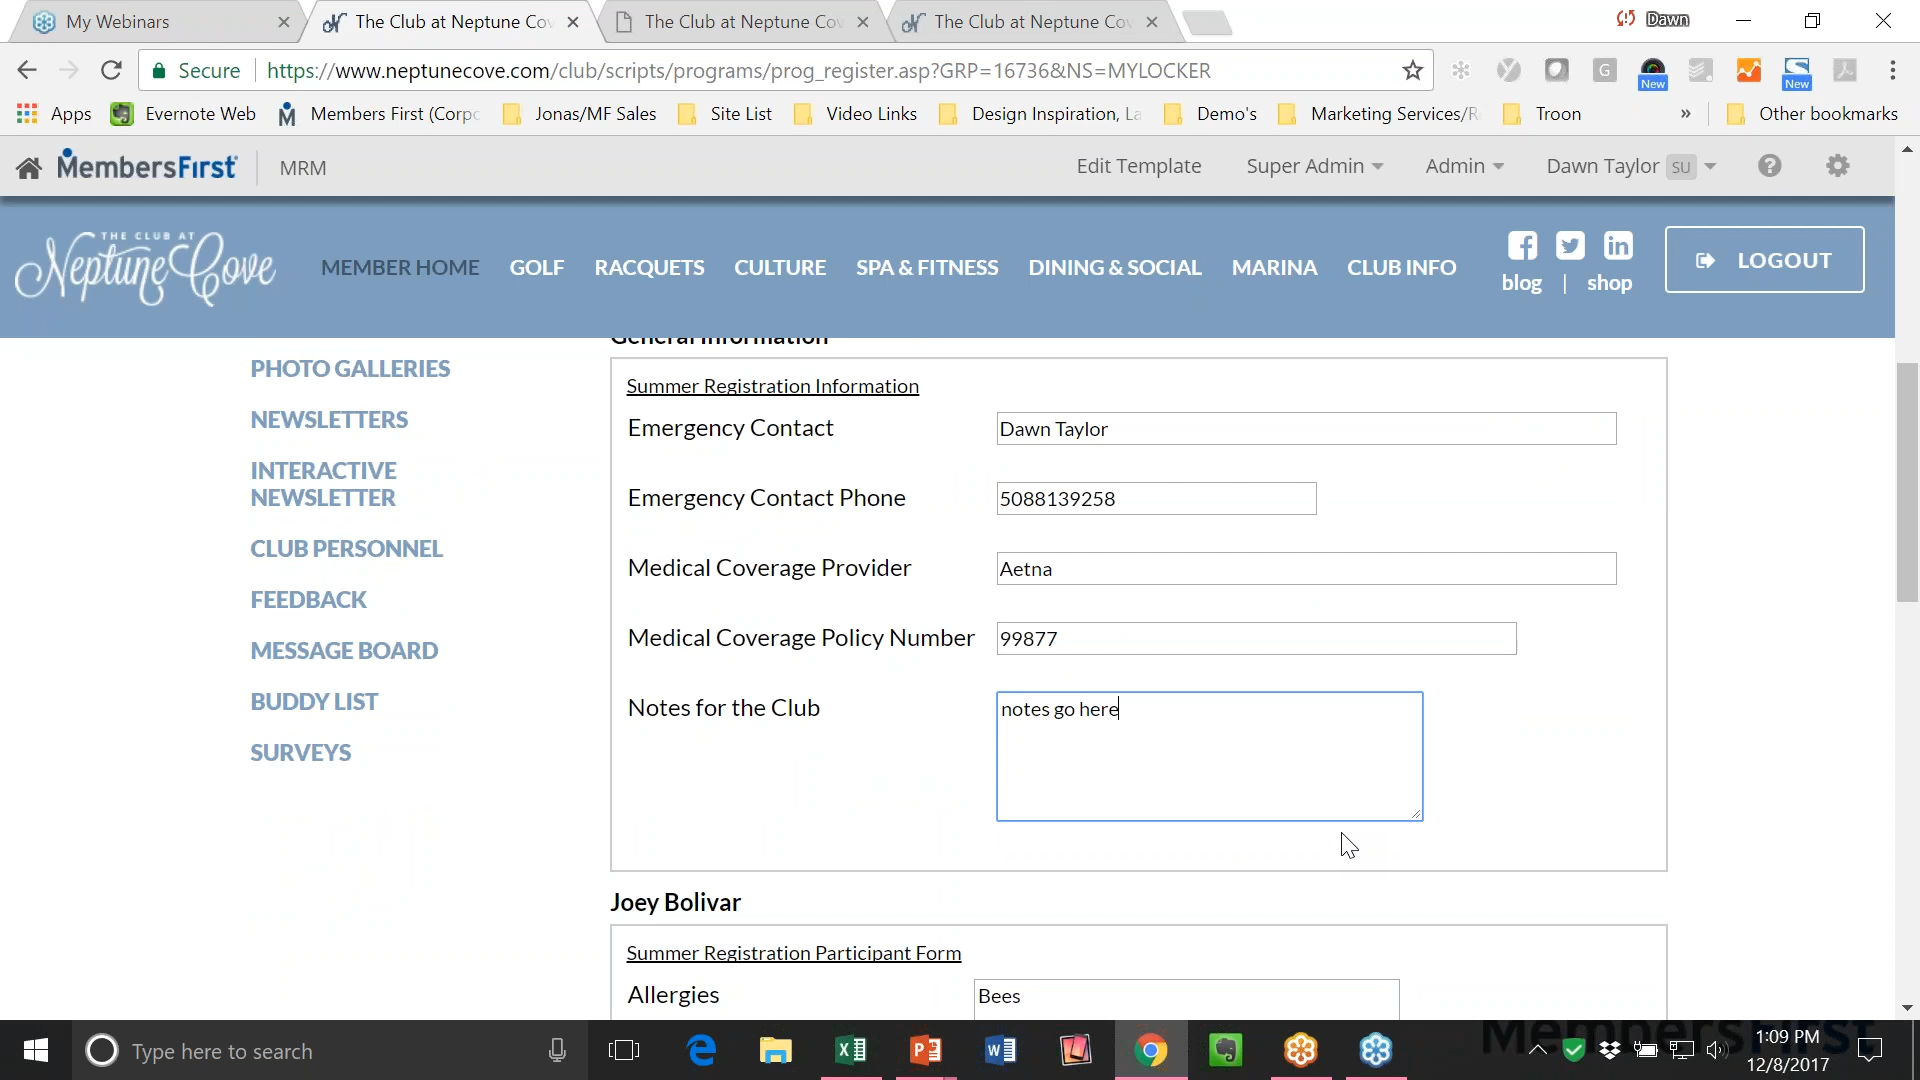 My Webinars
The Club at Neptune Cov
The Club at Neptune Cov
The Club at Neptune Cov
Dawn
Secure
https://www.neptunecove.com/club/scripts/programs/prog_register.asp?GRP=16736&NS=MYLOCKER
New
New
Apps
Evernote Web
Members First (Corpo
Jonas/MF Sales
Site List
Video Links
Design Inspiration, La
Demo's
Marketing Services/R
Troon
»
Other bookmarks
MembersFirst
MRM
Edit Template
Super Admin
Admin
Dawn Taylor SU
THE CLUB AT
Neptune Cove
MEMBER HOME
GOLF
RACQUETS
CULTURE
SPA & FITNESS
DINING & SOCIAL
MARINA
CLUB INFO
blog | shop
LOGOUT
PHOTO GALLERIES
NEWSLETTERS
INTERACTIVE
NEWSLETTER
CLUB PERSONNEL
FEEDBACK
MESSAGE BOARD
BUDDY LIST
SURVEYS
General Information
Summer Registration Information
Emergency Contact
Dawn Taylor
Emergency Contact Phone
5088139258
Medical Coverage Provider
Aetna
Medical Coverage Policy Number
99877
Notes for the Club
notes go here
Joey Bolivar
Summer Registration Participant Form
Allergies
Bees
Type here to search
MembersFirst
1:09 PM
12/8/2017